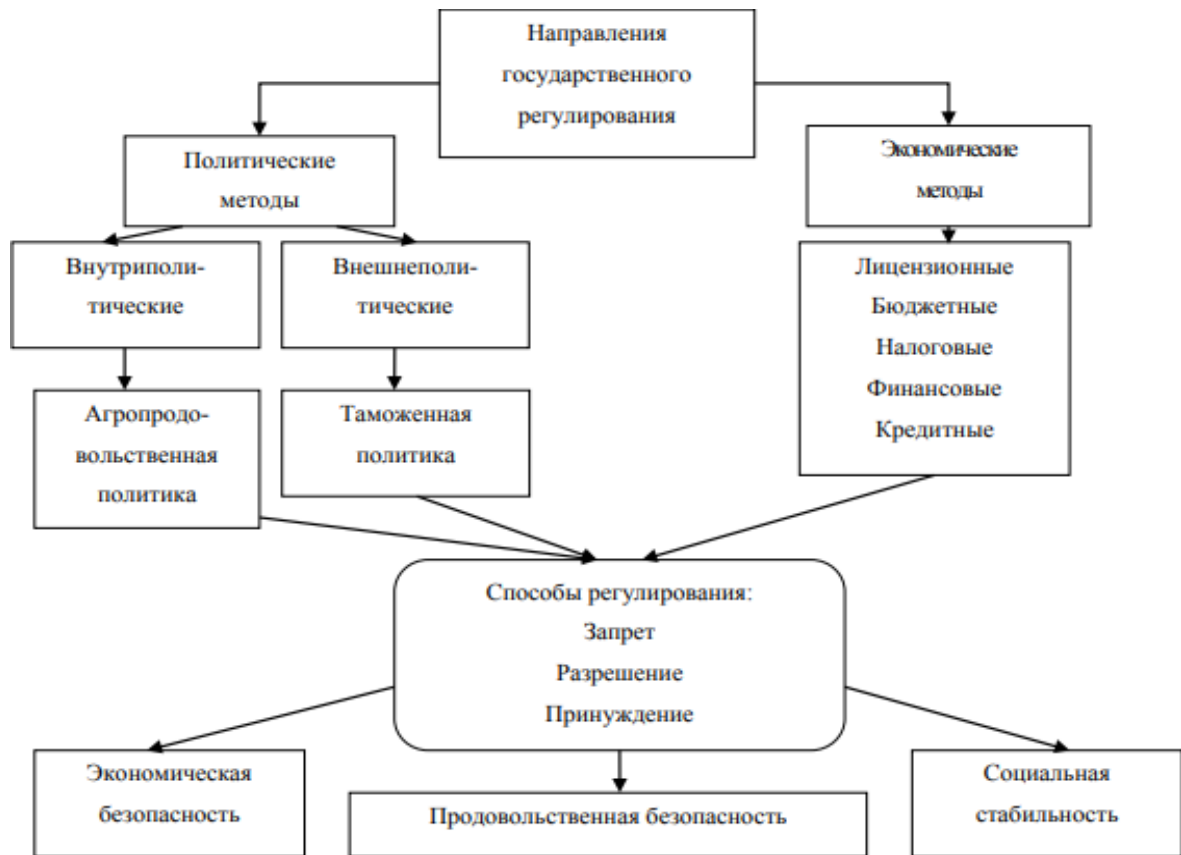 Направления
государственного
регулирования
Политические
методы
Экономические
методы
Внутриполи-
тические
Внешнеполи-
тические
Лицензионные
Бюджетные
Налоговые
Финансовые
Кредитные
Агропродо-
вольственная
политика
Таможенная
политика
Способы регулирования:
Запрет
Разрешение
Принуждение
Экономическая
безопасность
Продовольственная безопасность
Социальная
стабильность